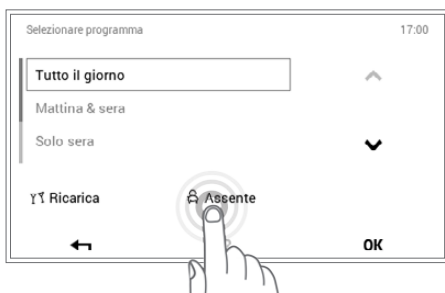 Selezionare programma 17:00
Tutto il giorno
Mattina & sera
Solo sera
Ricarica Assente
OK